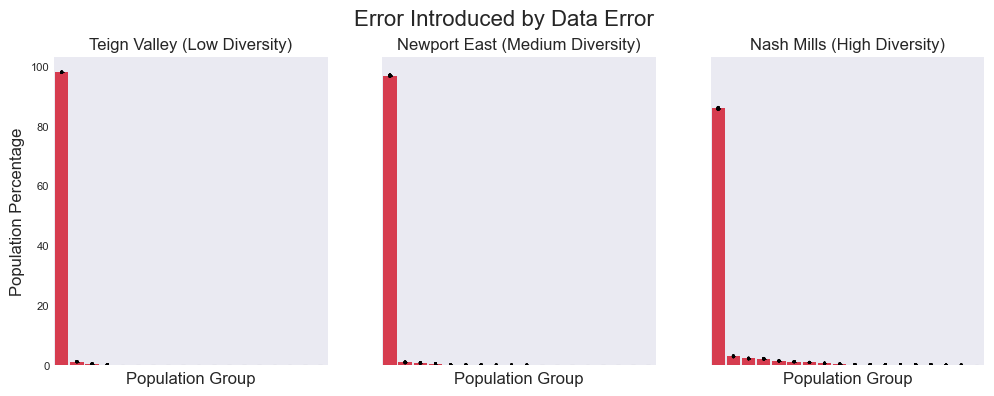 Error Introduced by Data Error
Teign Valley (Low Diversity)
Newport East (Medium Diversity)
Nash Mills (High Diversity)
Population Percentage
100
80
60
40
20
0
Population Group
Population Group
Population Group